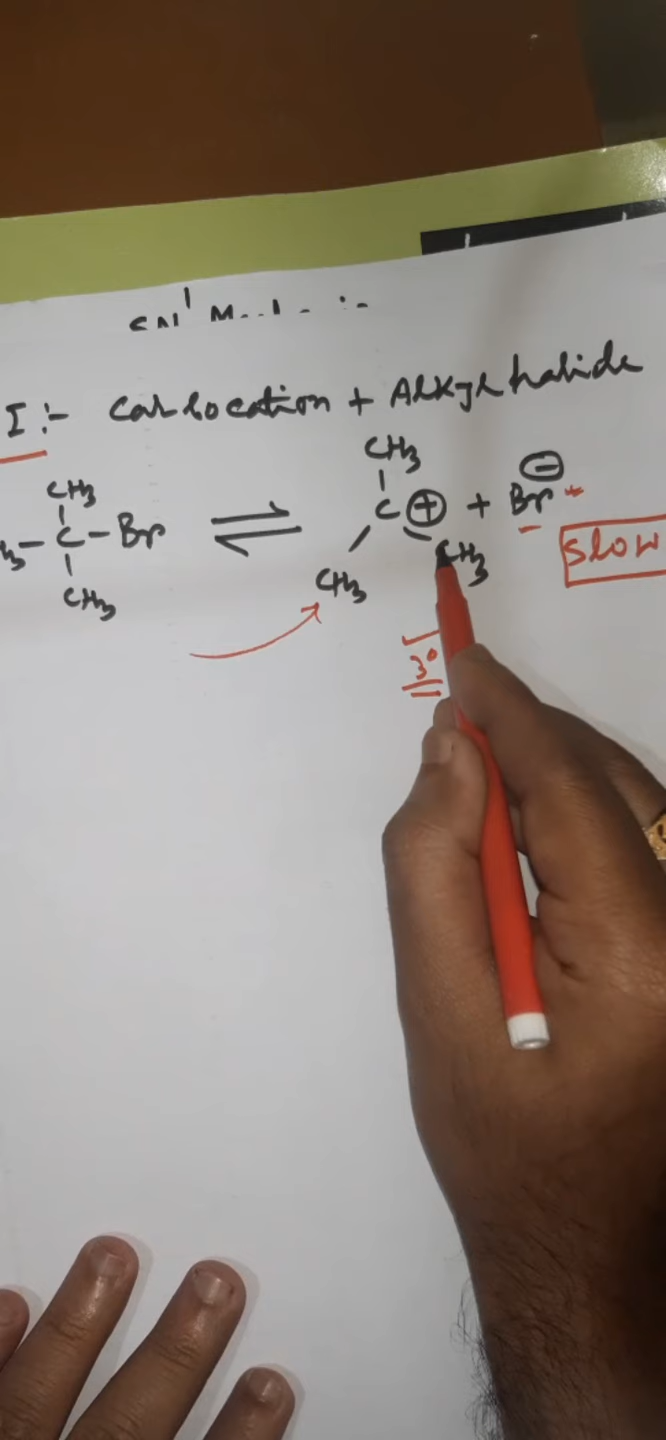 I :- Carbocation + Alkyl halide
CH3
CH3
C ⊕ + Br ⊖
C - Br ⇌
CH3
CH3
CH3
Slow
3°